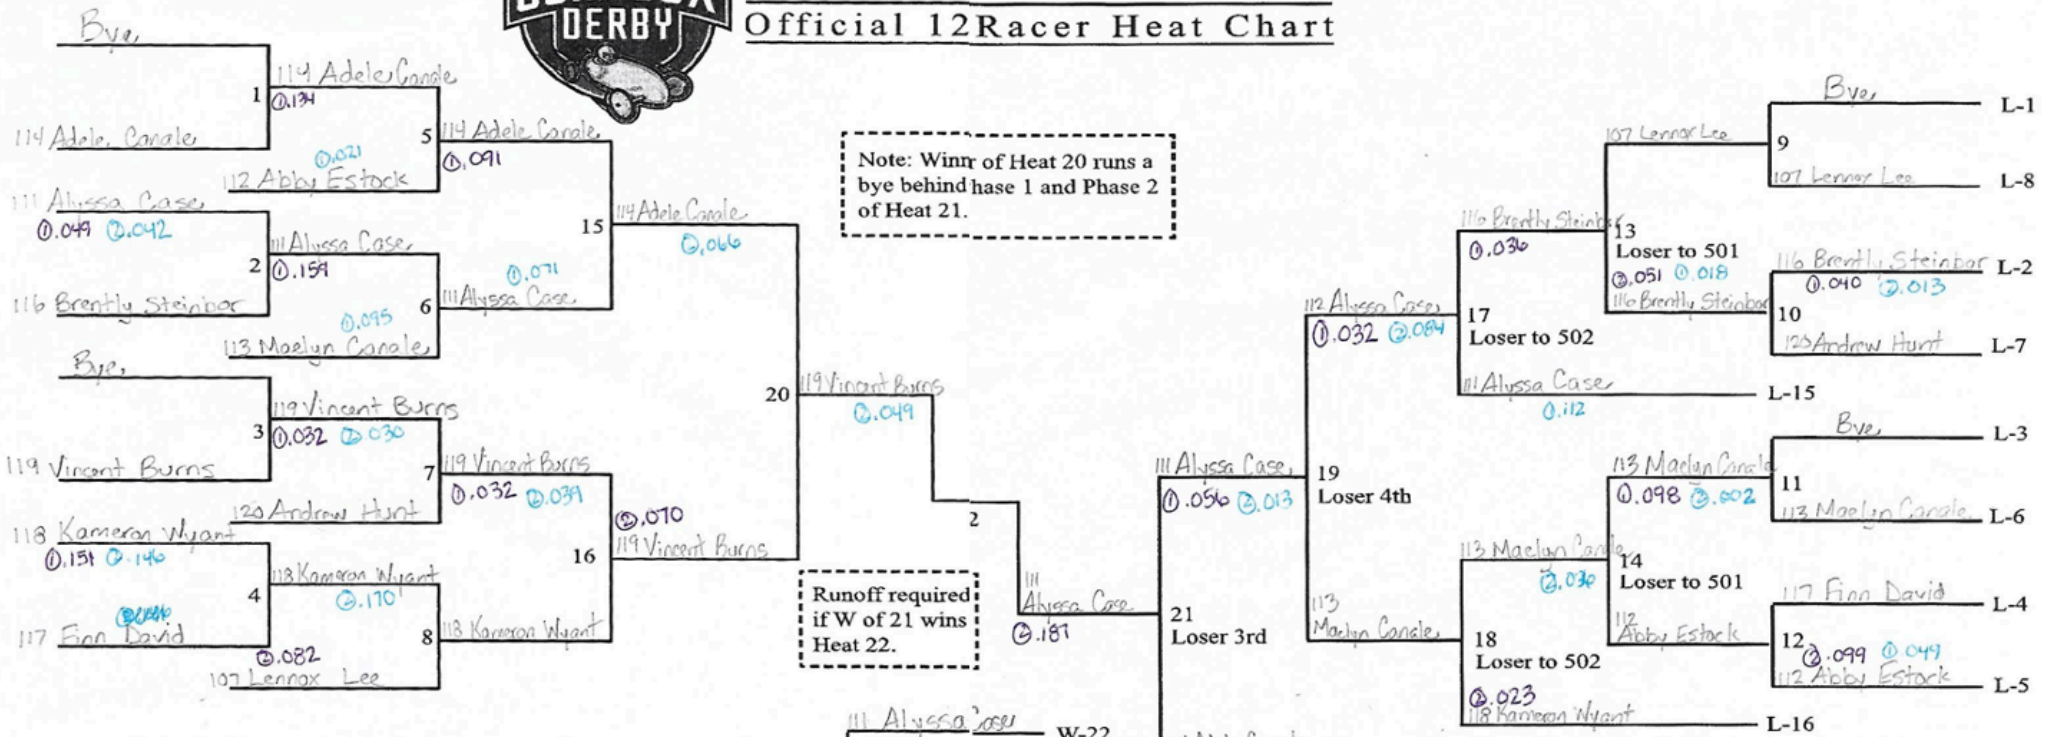 DERBY
Official 12Racer Heat Chart
Bye
1
114 Adele Canale
①.134
114 Adele Canale
5
114 Adele Canale
①.091
①.021
112 Abby Estock
111 Alyssa Case
①.049 ②.042
2
111 Alyssa Case
①.159
116 Brently Steinbor
①.095
113 Maelyn Canale
6
①.071
111 Alyssa Case
15
114 Adele Canale
②.066
Bye
3
119 Vincent Burns
①.032 ②.030
119 Vincent Burns
7
119 Vincent Burns
①.032 ②.039
120 Andrew Hunt
118 Kameron Wyant
①.151 ②.146
4
118 Kameron Wyant
②.170
117 Finn David
②.082
107 Lennox Lee
8
118 Kameron Wyant
16
②.070
119 Vincent Burns
20
119 Vincent Burns
②.049
Note: Winr of Heat 20 runs a
bye behind hase 1 and Phase 2
of Heat 21.
Runoff required
if W of 21 wins
Heat 22.
2
111
Alyssa Case
②.187
111 Alyssa Case
W-22
21
Loser 3rd
111 Alyssa Case
①.056 ②.013
19
Loser 4th
112 Alyssa Case
①.032 ②.084
113
Maelyn Canale
17
Loser to 502
116 Brently Steinbor
①.036
111 Alyssa Case
L-15
①.112
18
Loser to 502
113 Maelyn Canale
②.036
②.023
118 Kameron Wyant
L-16
13
Loser to 501
107 Lennox Lee
②.051 ①.018
116 Brently Steinbor
14
Loser to 501
113 Maelyn Canale
①.098 ②.002
112
Abby Estock
9
Bye
L-1
107 Lennox Lee
L-8
10
116 Brently Steinbor
L-2
①.040 ②.013
120 Andrew Hunt
L-7
11
Bye
L-3
113 Maelyn Canale
L-6
12
117 Finn David
L-4
②.099 ①.049
112 Abby Estock
L-5